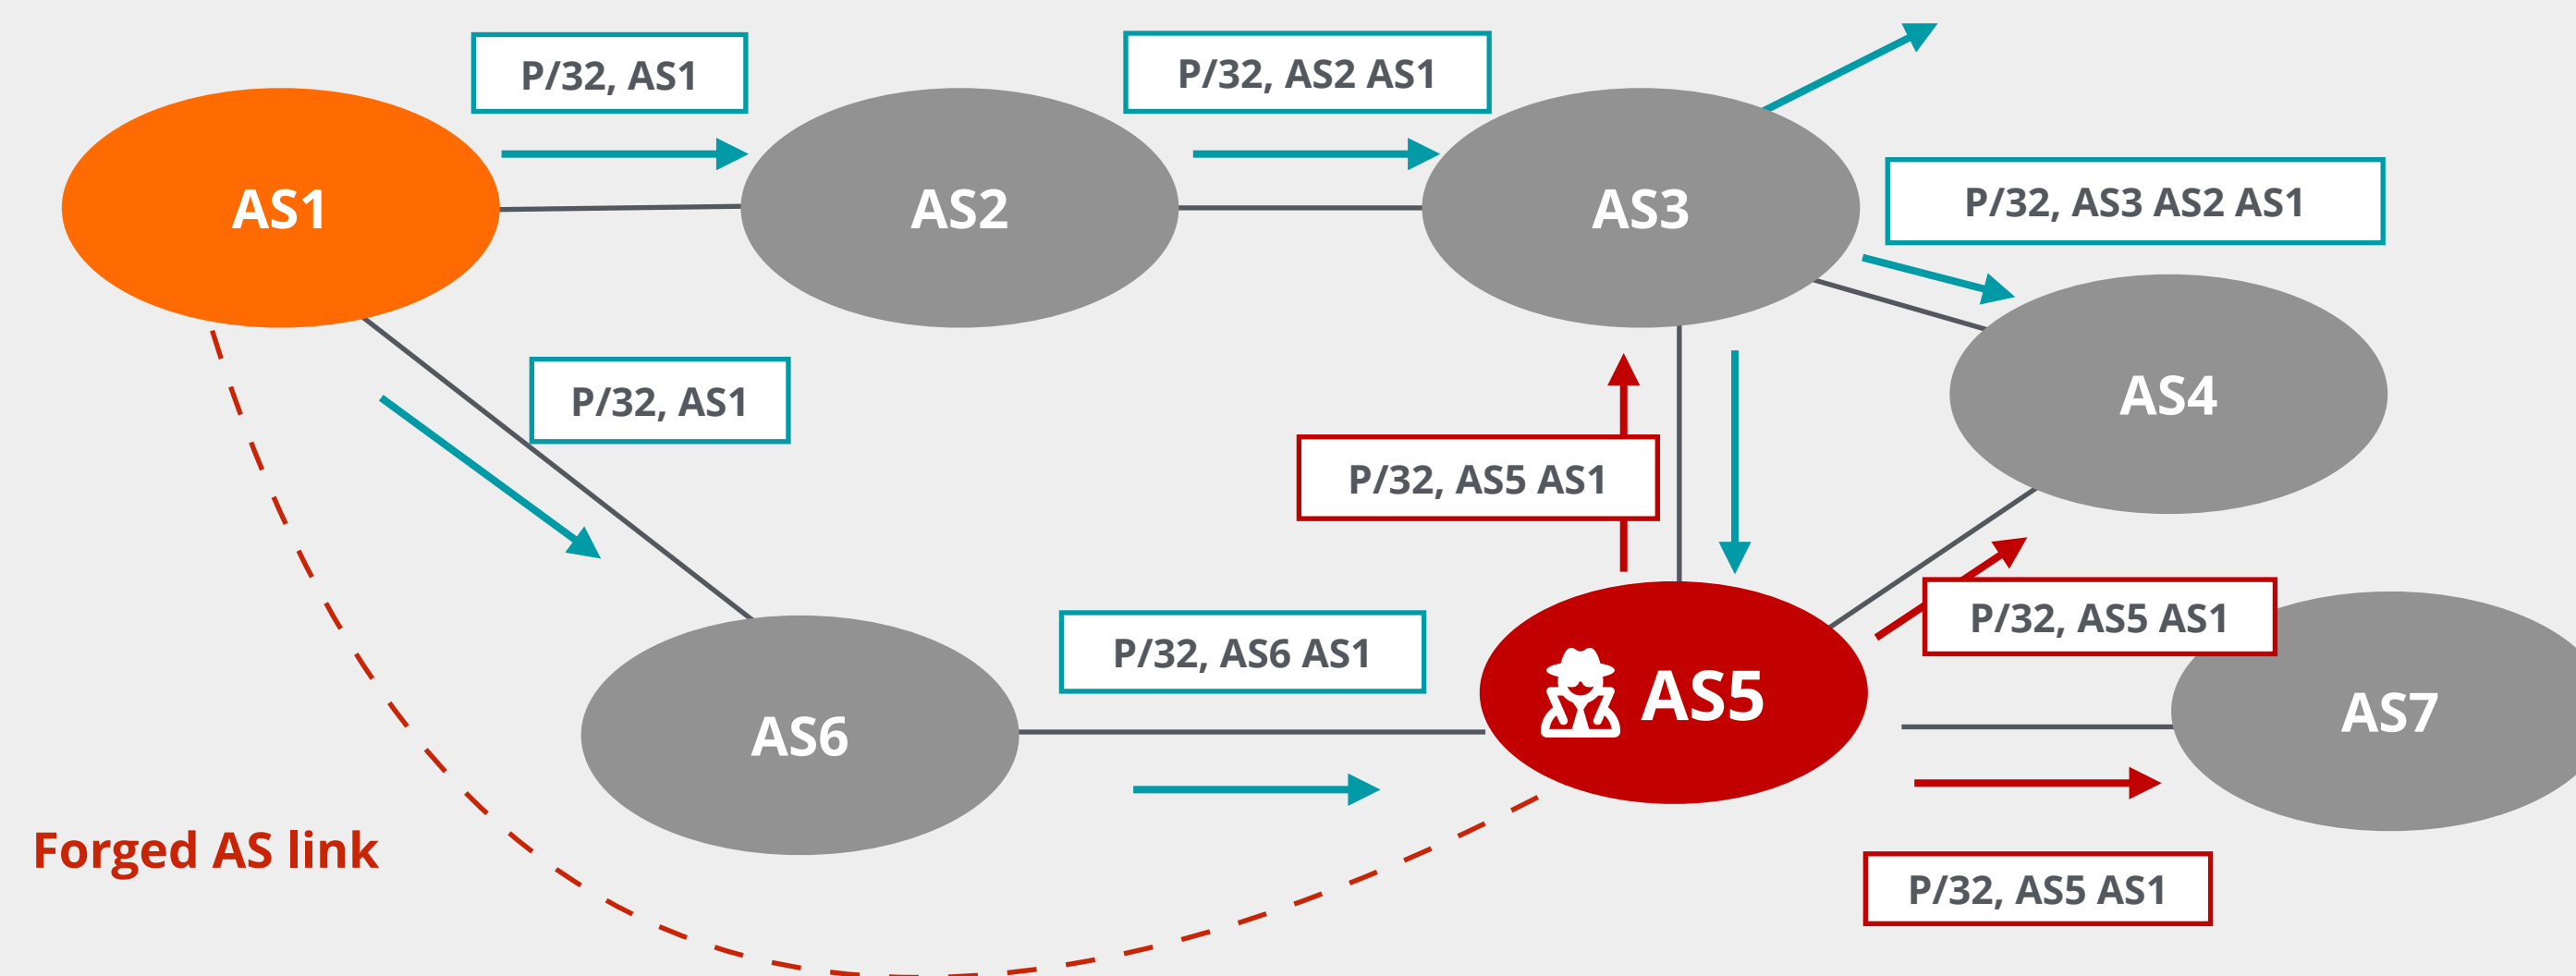 P/32, AS1
P/32, AS2 AS1
AS1
AS2
AS3
P/32, AS3 AS2 AS1
P/32, AS1
AS4
P/32, AS5 AS1
P/32, AS6 AS1
P/32, AS5 AS1
AS6
AS5
AS7
Forged AS link
P/32, AS5 AS1